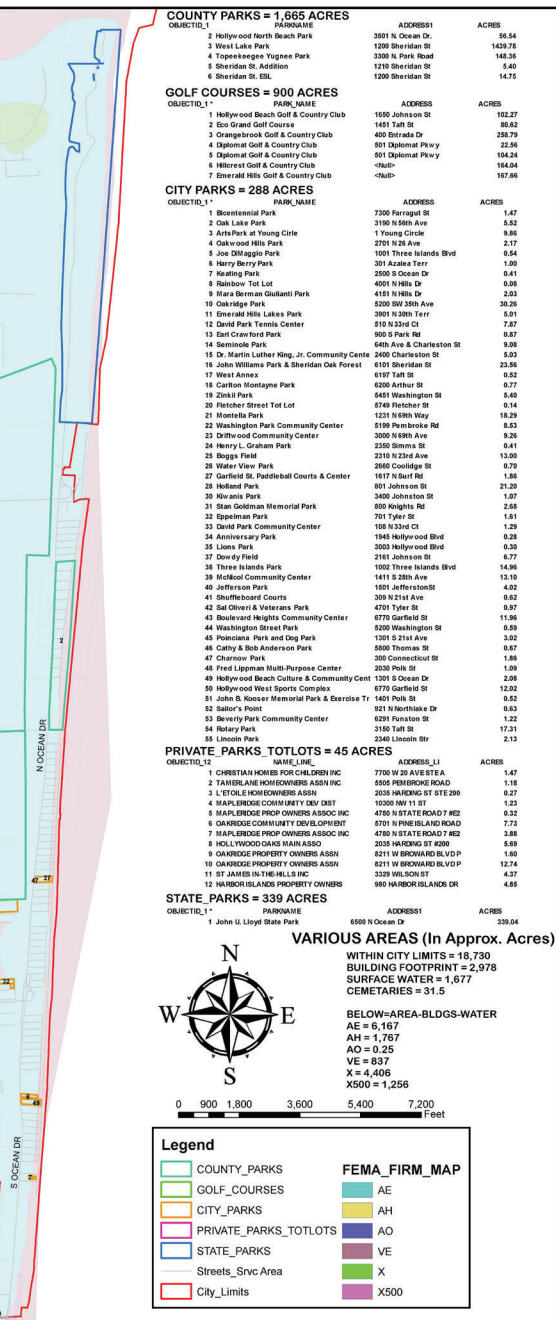 COUNTY PARKS = 1,665 ACRES
OBJECTID_1 PARKNAME ADDRESS1 ACRES
2 Hollywood North Beach Park 3501 N. Ocean Dr. 56.54
3 West Lake Park 1200 Sheridan St 1439.78
4 Topeekeegee Yugnee Park 3300 N. Park Road 148.36
5 Sheridan St. Addition 1210 Sheridan St 5.40
6 Sheridan St. ESL 1200 Sheridan St 14.75
GOLF COURSES = 900 ACRES
OBJECTID_1 * PARK_NAME ADDRESS ACRES
1 Hollywood Beach Golf & Country Club 1650 Johnson St 102.27
2 Eco Grand Golf Course 1451 Taft St 80.62
3 Orangebrook Golf & Country Club 400 Entrada Dr 258.79
4 Diplomat Golf & Country Club 501 Diplomat Pkwy 22.56
5 Diplomat Golf & Country Club 501 Diplomat Pkwy 104.24
6 Hillcrest Golf & Country Club <Null> 164.04
7 Emerald Hills Golf & Country Club <Null> 167.66
CITY PARKS = 288 ACRES
OBJECTID_1 * PARK_NAME ADDRESS ACRES
1 Bicentennial Park 7300 Farragut St 1.47
2 Oak Lake Park 3190 N 56th Ave 5.52
3 ArtsPark at Young Cirle 1 Young Circle 9.86
4 Oakwood Hills Park 2701 N 26 Ave 2.17
5 Joe DiMaggio Park 1001 Three Islands Blvd 0.54
6 Harry Berry Park 301 Azalea Terr 1.00
7 Keating Park 2500 S Ocean Dr 0.41
8 Rainbow Tot Lot 4001 N Hills Dr 0.08
9 Mara Berman Giulianti Park 4151 N Hills Dr 2.03
10 Oakridge Park 5200 SW 35th Ave 30.26
11 Emerald Hills Lakes Park 3901 N 30th Terr 5.01
12 David Park Tennis Center 510 N 33rd Ct 7.87
13 Earl Crawford Park 900 S Park Rd 0.87
14 Seminole Park 64th Ave & Charleston St 9.08
15 Dr. Martin Luther King, Jr. Community Cente 2400 Charleston St 5.03
16 John Williams Park & Sheridan Oak Forest 6101 Sheridan St 23.56
17 West Annex 6197 Taft St 0.52
18 Carlton Montayne Park 6200 Arthur St 0.77
19 Zinkil Park 5451 Washington St 5.40
20 Fletcher Street Tot Lot 5749 Fletcher St 0.14
21 Montella Park 1231 N 69th Way 18.29
22 Washington Park Community Center 5199 Pembroke Rd 8.53
23 Driftwood Community Center 3000 N 69th Ave 9.26
24 Henry L. Graham Park 2350 Simms St 0.41
25 Boggs Field 2310 N 23rd Ave 13.00
26 Water View Park 2660 Coolidge St 0.70
27 Garfield St. Paddleball Courts & Center 1617 N Surf Rd 1.86
28 Holland Park 801 Johnson St 21.20
30 Kiwanis Park 3400 Johnston St 1.07
31 Stan Goldman Memorial Park 800 Knights Rd 2.68
32 Eppelman Park 701 Tyler St 1.61
33 David Park Community Center 108 N 33rd Ct 1.29
34 Anniversary Park 1945 Hollywood Blvd 0.28
35 Lions Park 3003 Hollywood Blvd 0.30
37 Dowdy Field 2161 Johnson St 6.77
38 Three Islands Park 1002 Three Islands Blvd 14.96
39 McNicol Community Center 1411 S 28th Ave 13.10
40 Jefferson Park 1501 Jefferston St 4.02
41 Shuffleboard Courts 309 N 21st Ave 0.62
42 Sal Oliveri & Veterans Park 4701 Tyler St 0.97
43 Boulevard Heights Community Center 6770 Garfield St 11.96
44 Washington Street Park 5200 Washington St 0.59
45 Poinciana Park and Dog Park 1301 S 21st Ave 3.02
46 Cathy & Bob Anderson Park 5800 Thomas St 0.67
47 Charnow Park 300 Connecticut St 1.86
48 Fred Lippman Multi-Purpose Center 2030 Polk St 1.09
49 Hollywood Beach Culture & Community Cent 1301 S Ocean Dr 2.08
50 Hollywood West Sports Complex 6770 Garfield St 12.02
51 John B. Kooser Memorial Park & Exercise Tr 1401 Polk St 0.52
52 Sailor's Point 921 N Northlake Dr 0.63
53 Beverly Park Community Center 6291 Funston St 1.22
54 Rotary Park 3150 Taft St 17.31
55 Lincoln Park 2340 Lincoln Str 2.13
PRIVATE_PARKS_TOTLOTS = 45 ACRES
OBJECTID_12 NAME_LINE_ ADDRESS_LI ACRES
1 CHRISTIAN HOMES FOR CHILDREN INC 7700 W 20 AVE STE A 1.47
2 TAMERLANE HOMEOWNERS ASSN INC 5505 PEMBROKE ROAD 1.18
3 L'ETOILE HOMEOWNERS ASSN 2035 HARDING ST STE 200 0.27
4 MAPLERIDGE COMMUNITY DEV DIST 10300 NW 11 ST 1.23
5 MAPLERIDGE PROP OWNERS ASSOC INC 4780 N STATE ROAD 7 #E2 0.32
6 OAKRIDGE COMMUNITY DEVELOPMENT 5701 N PINE ISLAND ROAD 7.73
7 MAPLERIDGE PROP OWNERS ASSOC INC 4780 N STATE ROAD 7 #E2 3.88
8 HOLLYWOOD OAKS MAIN ASSO 2035 HARDING ST #200 5.69
9 OAKRIDGE PROPERTY OWNERS ASSN 8211 W BROWARD BLVD P 1.60
10 OAKRIDGE PROPERTY OWNERS ASSN 8211 W BROWARD BLVD P 12.74
11 ST JAMES IN-THE-HILLS INC 3329 WILSON ST 4.37
12 HARBOR ISLANDS PROPERTY OWNERS 980 HARBOR ISLANDS DR 4.85
STATE_PARKS = 339 ACRES
OBJECTID_1 * PARKNAME ADDRESS1 ACRES
1 John U. Lloyd State Park 6500 N Ocean Dr 339.04
VARIOUS AREAS (In Approx. Acres)
WITHIN CITY LIMITS = 18,730
BUILDING FOOTPRINT = 2,978
SURFACE WATER = 1,677
CEMETARIES = 31.5
BELOW=AREA-BLDGS-WATER
AE = 6,167
AH = 1,767
AO = 0.25
VE = 837
X = 4,406
X500 = 1,256
N
W E
S
0 900 1,800 3,600 5,400 7,200
Feet
Legend
COUNTY_PARKS
GOLF_COURSES
CITY_PARKS
PRIVATE_PARKS_TOTLOTS
STATE_PARKS
Streets_Srvc Area
City_Limits
FEMA_FIRM_MAP
AE
AH
AO
VE
X
X500
2
N OCEAN DR
47 27
32
6
49
S OCEAN DR
7